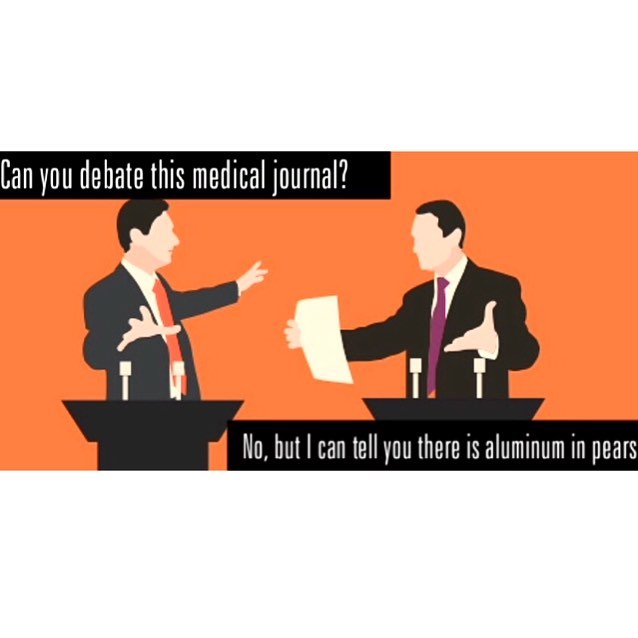 Can you debate this medical journal?
No, but I can tell you there is aluminum in pears